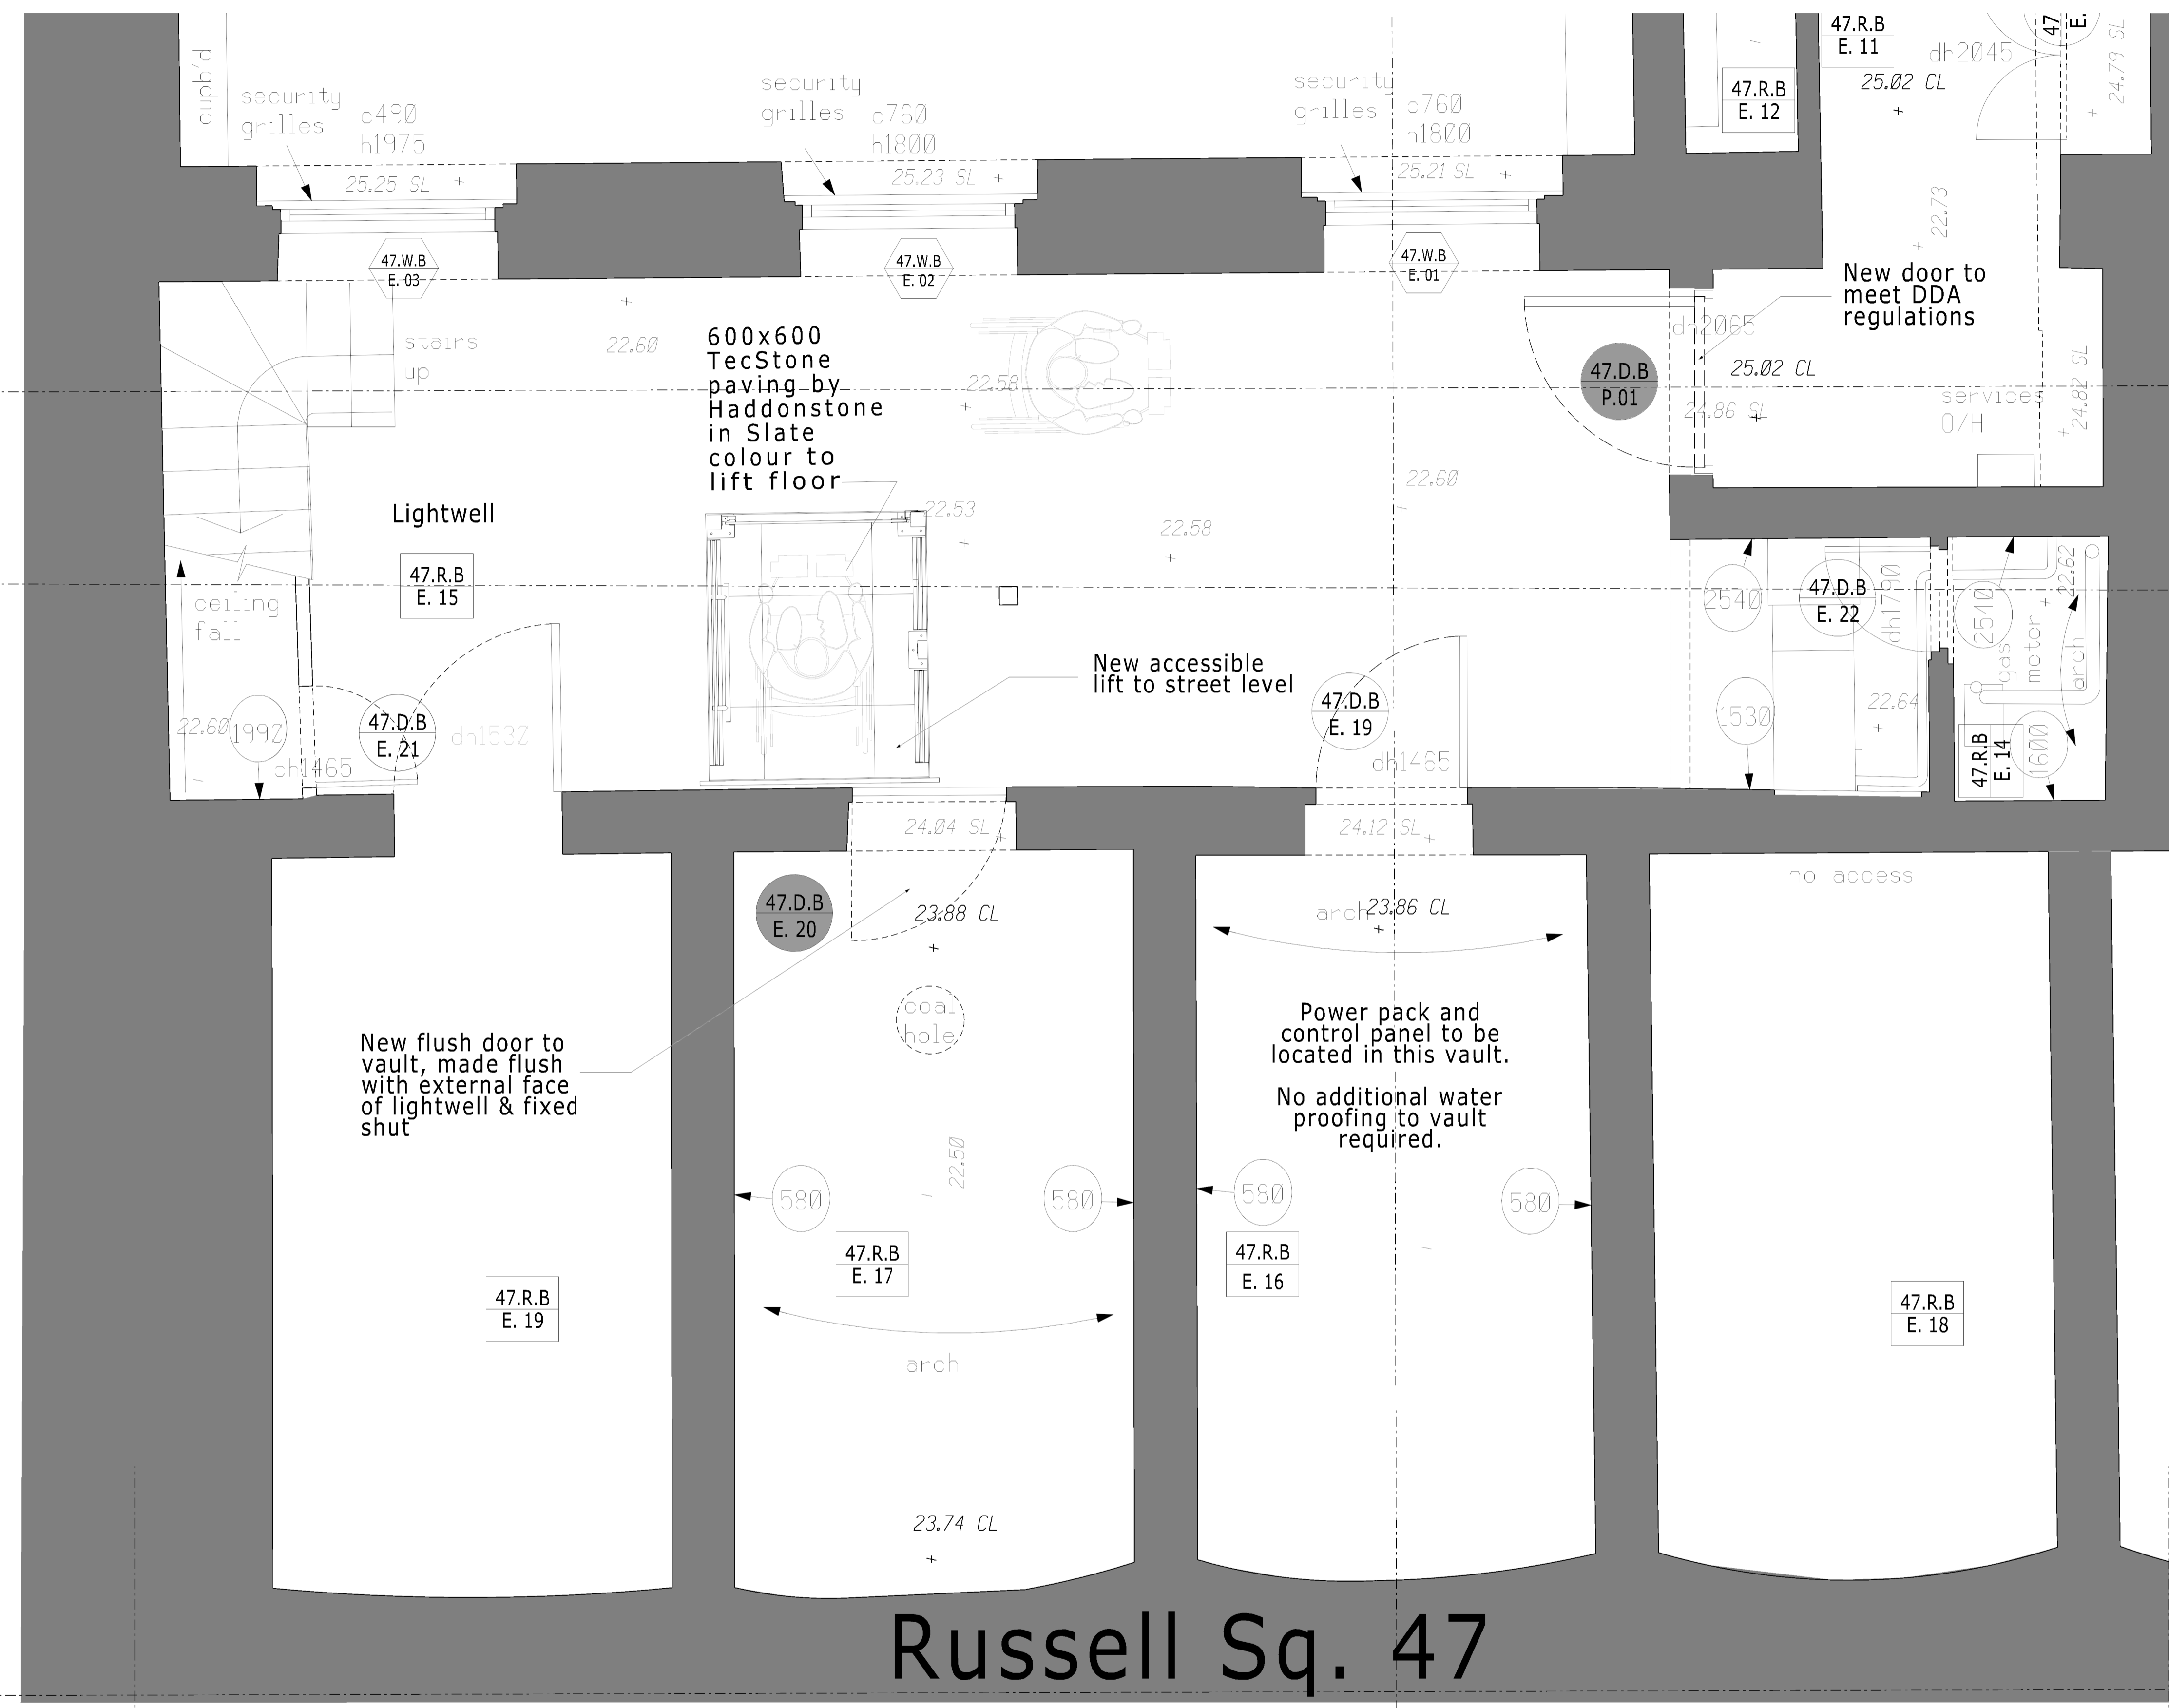 cupb'd
security
grilles
c490
h1975
25.25 SL
security
grilles
c760
h1800
25.23 SL
security
grilles
c760
h1800
25.21 SL
47.R.B
E. 12
47.R.B
E. 11
25.02 CL
dh2045
47.
E.
24.79 SL
22.73
47.W.B
E. 03
47.W.B
E. 02
47.W.B
E. 01
New door to
meet DDA
regulations
stairs
up
22.60
600x600
TecStone
paving by
Haddonstone
in Slate
colour to
lift floor
22.58
dh2065
47.D.B
P.01
25.02 CL
24.86 SL
services
O/H
24.82 SL
Lightwell
47.R.B
E. 15
22.53
22.58
22.60
ceiling
fall
22.60
1990
47.D.B
E. 21
dh1465
dh1530
New accessible
lift to street level
47.D.B
E. 19
dh1465
2540
1530
47.D.B
E. 22
dh1790
22.64
2540
gas
meter
22.62
arch
47.R.B
E. 14
1600
24.04 SL
24.12 SL
47.D.B
E. 20
23.88 CL
arch
23.86 CL
no access
coal
hole
New flush door to
vault, made flush
with external face
of lightwell & fixed
shut
Power pack and
control panel to be
located in this vault.
No additional water
proofing to vault
required.
22.50
580
580
580
580
47.R.B
E. 17
47.R.B
E. 16
47.R.B
E. 19
47.R.B
E. 18
arch
23.74 CL
Russell Sq. 47